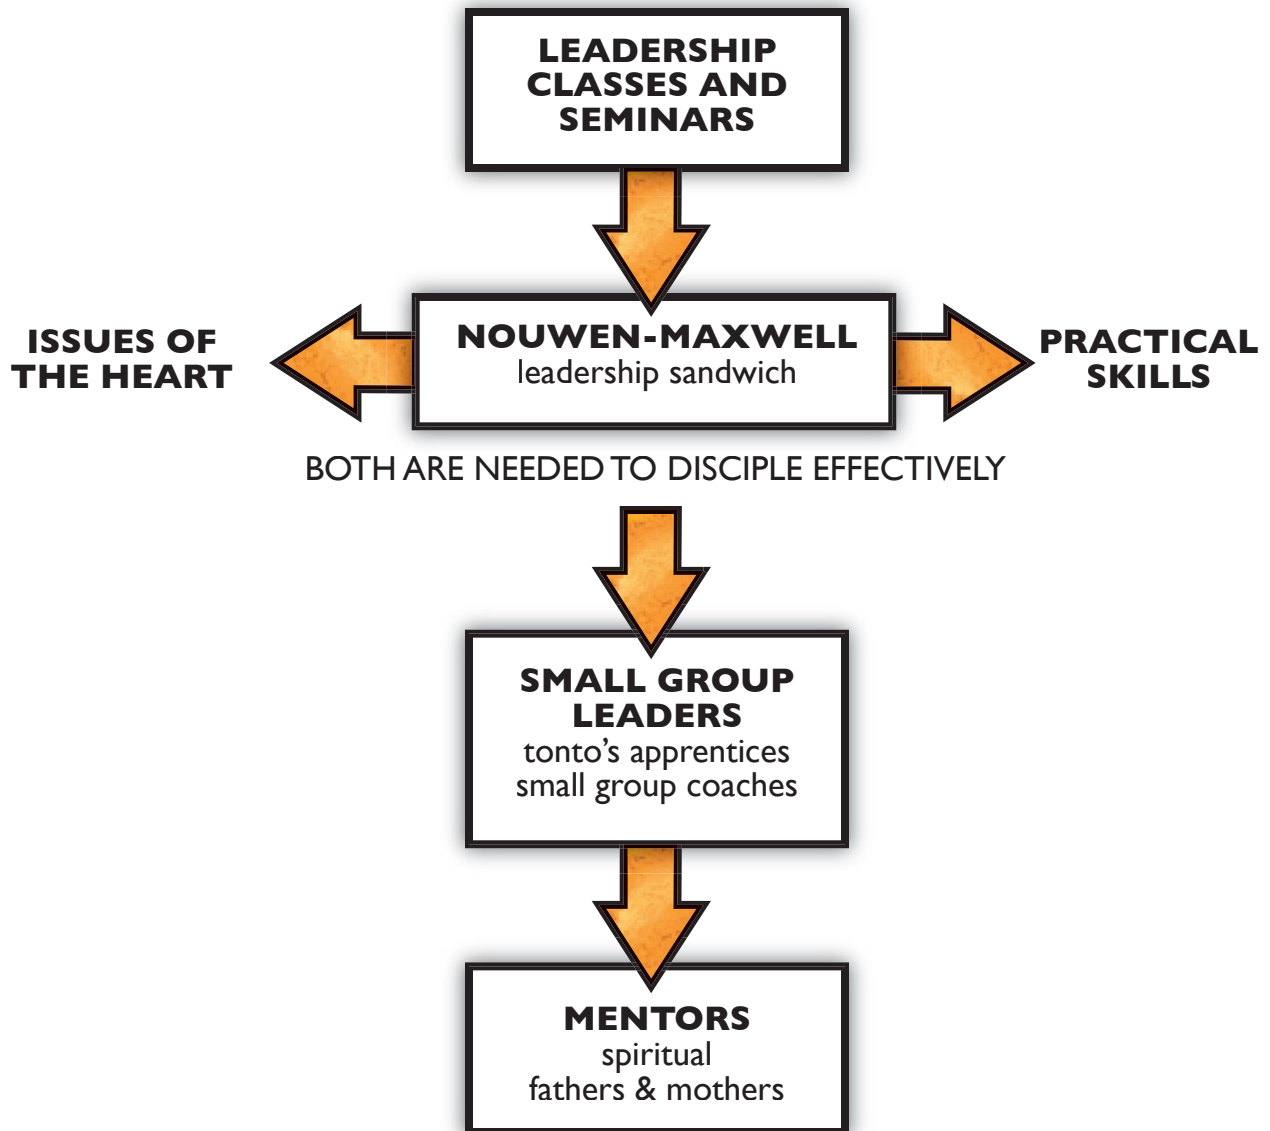 LEADERSHIP
CLASSES AND
SEMINARS
ISSUES OF
THE HEART
NOUWEN-MAXWELL
leadership sandwich
PRACTICAL
SKILLS
BOTH ARE NEEDED TO DISCIPLE EFFECTIVELY
SMALL GROUP
LEADERS
tonto’s apprentices
small group coaches
MENTORS
spiritual
fathers & mothers